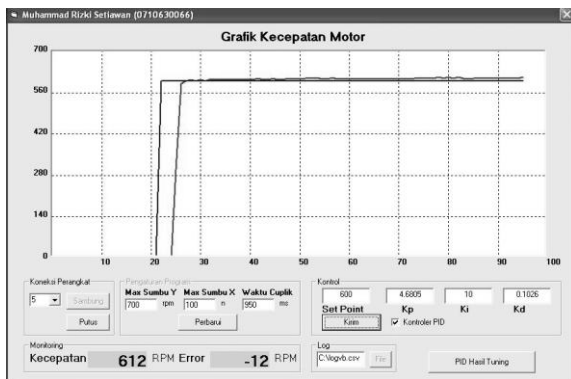 Muhammad Rizki Setiawan (0710630066)
Grafik Kecepatan Motor
700
560
420
280
140
0
10 20 30 40 50 60 70 80 90 100
Koneksi Perangkat
5
Sambung
Putus
Pengaturan Program
Max Sumbu Y Max Sumbu X Waktu Cuplik
700 rpm 100 n 950 ms
Perbarui
Kontrol
600 4.6805 10 0.1026
Set Point Kp Ki Kd
Kirim Kontroler PID
Monitoring
Kecepatan 612 RPM Error -12 RPM
Log
C:\logvb.csv File
PID Hasil Tuning